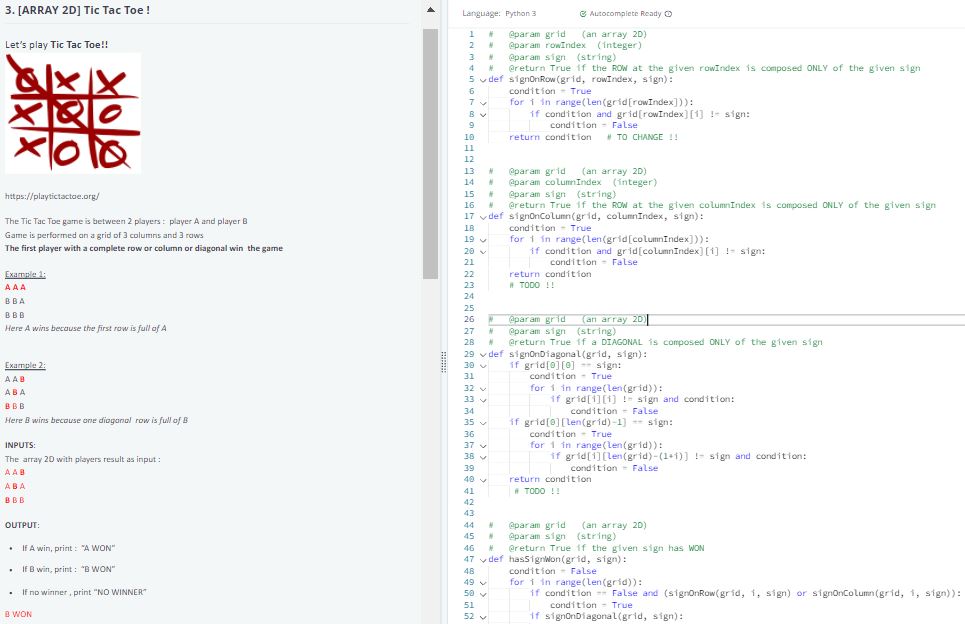 3. [ARRAY 2D] Tic Tac Toe !
Let's play Tic Tac Toe!!
https://playtictactoe.org/
The Tic Tac Toe game is between 2 players : player A and player B
Game is performed on a grid of 3 columns and 3 rows
The first player with a complete row or column or diagonal win the game
Example 1:
A A A
B B A
B B B
Here A wins because the first row is full of A
Example 2:
A A B
A B A
B B B
Here B wins because one diagonal row is full of B
INPUTS:
The array 2D with players result as input :
A A B
A B A
B B B
OUTPUT:
• If A win, print : "A WON"
• If B win, print : "B WON"
• If no winner , print "NO WINNER"
B WON
Language: Python 3 Autocomplete Ready
1 # @param grid (an array 2D)
2 # @param rowIndex (integer)
3 # @param sign (string)
4 # @return True if the ROW at the given rowIndex is composed ONLY of the given sign
5 def signOnRow(grid, rowIndex, sign):
6 condition = True
7 for i in range(len(grid[rowIndex])):
8 if condition and grid[rowIndex][i] != sign:
9 condition = False
10 return condition # TO CHANGE !!
11
12
13 # @param grid (an array 2D)
14 # @param columnIndex (integer)
15 # @param sign (string)
16 # @return True if the ROW at the given columnIndex is composed ONLY of the given sign
17 def signOnColumn(grid, columnIndex, sign):
18 condition = True
19 for i in range(len(grid[columnIndex])):
20 if condition and grid[columnIndex][i] != sign:
21 condition = False
22 return condition
23 # TODO !!
24
25
26 # @param grid (an array 2D)
27 # @param sign (string)
28 # @return True if a DIAGONAL is composed ONLY of the given sign
29 def signOnDiagonal(grid, sign):
30 if grid[0][0] == sign:
31 condition = True
32 for i in range(len(grid)):
33 if grid[i][i] != sign and condition:
34 condition = False
35 if grid[0][len(grid)-1] == sign:
36 condition = True
37 for i in range(len(grid)):
38 if grid[i][len(grid)-(1+i)] != sign and condition:
39 condition = False
40 return condition
41 # TODO !!
42
43
44 # @param grid (an array 2D)
45 # @param sign (string)
46 # @return True if the given sign has WON
47 def hasSignWon(grid, sign):
48 condition = False
49 for i in range(len(grid)):
50 if condition == False and (signOnRow(grid, i, sign) or signOnColumn(grid, i, sign)):
51 condition = True
52 if signOnDiagonal(grid, sign):